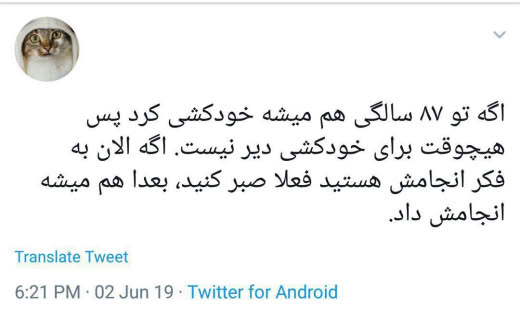 اگه تو ۸۷ سالگی هم میشه خودکشی کرد پس
هیچوقت برای خودکشی دیر نیست. اگه الان به
فکر انجامش هستید فعلا صبر کنید، بعدا هم میشه
انجامش داد.
Translate Tweet
6:21 PM · 02 Jun 19 · Twitter for Android